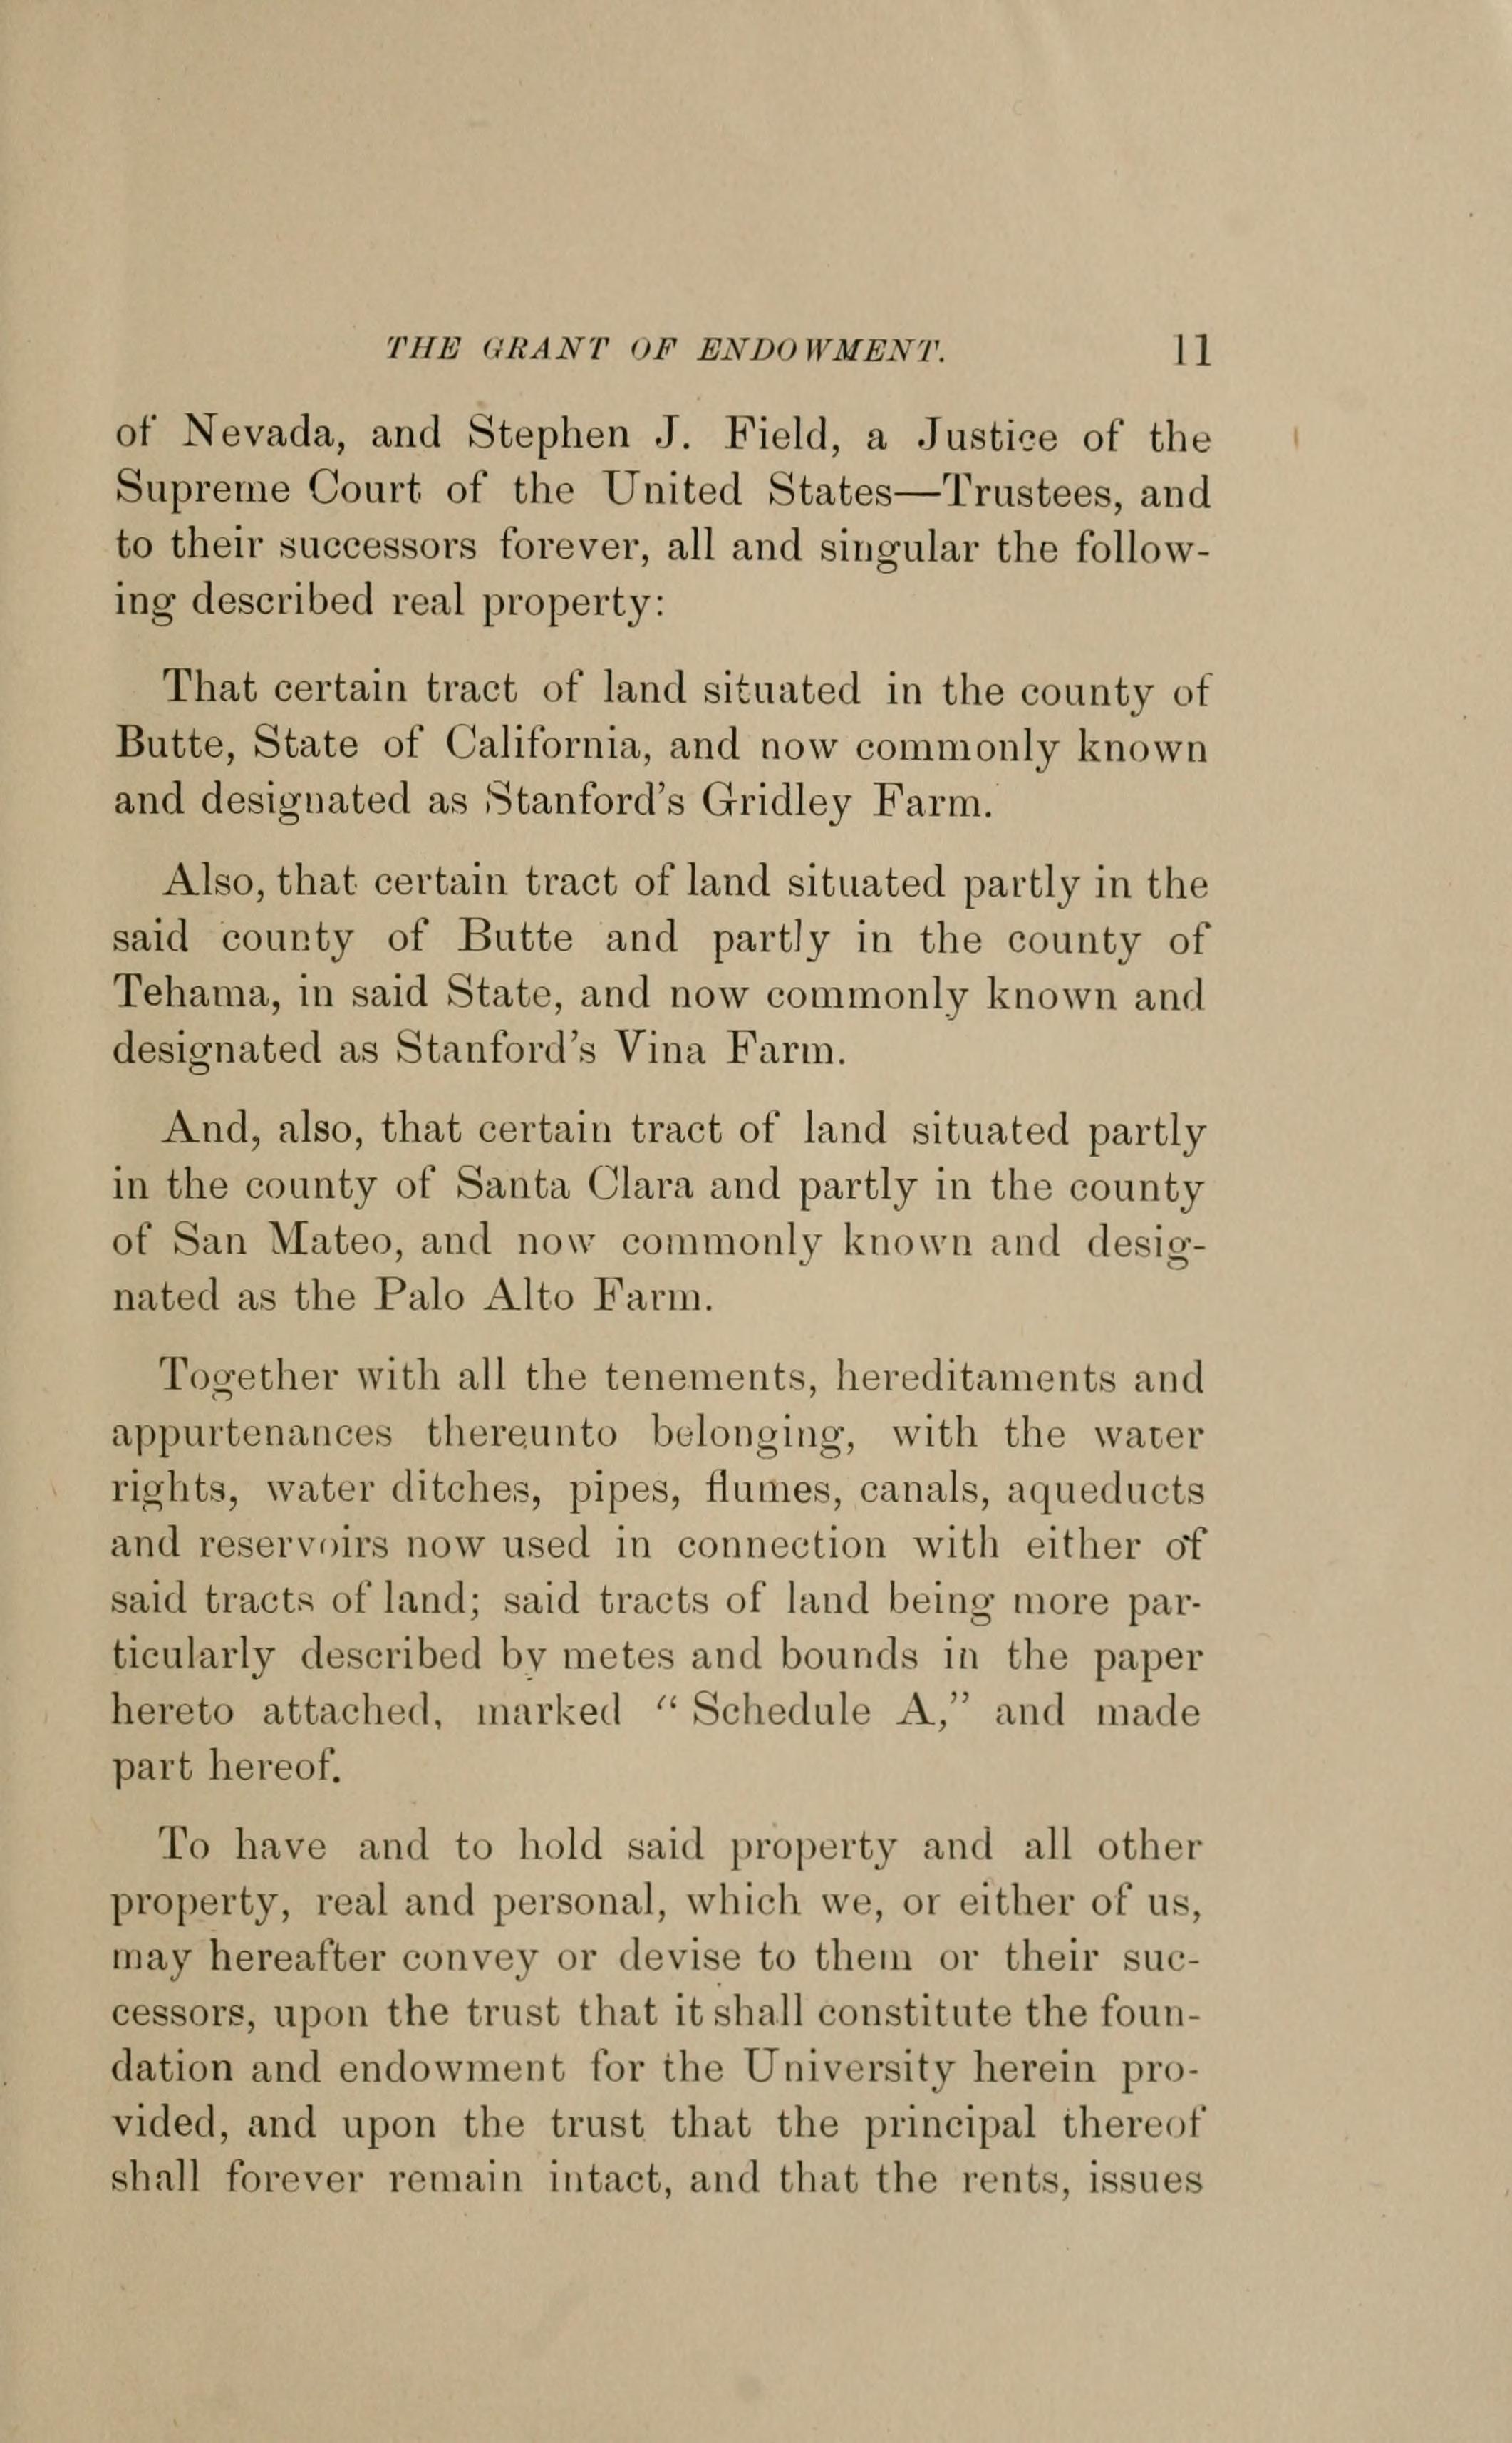 THE GRANT OF ENDOWMENT. 11
of Nevada, and Stephen J. Field, a Justice of the
Supreme Court of the United States—Trustees, and
to their successors forever, all and singular the follow-
ing described real property:
That certain tract of land situated in the county of
Butte, State of California, and now commonly known
and designated as Stanford's Gridley Farm.
Also, that certain tract of land situated partly in the
said county of Butte and partly in the county of
Tehama, in said State, and now commonly known and
designated as Stanford's Vina Farm.
And, also, that certain tract of land situated partly
in the county of Santa Clara and partly in the county
of San Mateo, and now commonly known and desig-
nated as the Palo Alto Farm.
Together with all the tenements, hereditaments and
appurtenances thereunto belonging, with the water
rights, water ditches, pipes, flumes, canals, aqueducts
and reservoirs now used in connection with either of
said tracts of land; said tracts of land being more par-
ticularly described by metes and bounds in the paper
hereto attached, marked "Schedule A," and made
part hereof.
To have and to hold said property and all other
property, real and personal, which we, or either of us,
may hereafter convey or devise to them or their suc-
cessors, upon the trust that it shall constitute the foun-
dation and endowment for the University herein pro-
vided, and upon the trust that the principal thereof
shall forever remain intact, and that the rents, issues